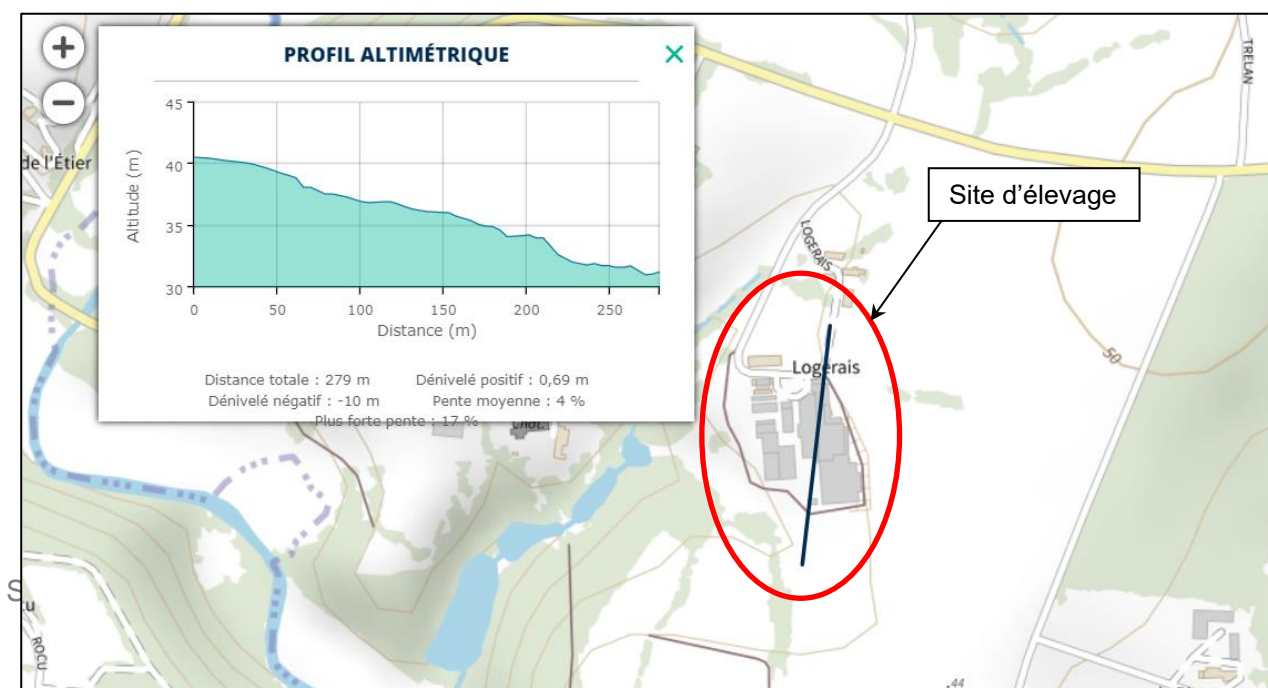 +
−
PROFIL ALTIMÉTRIQUE
×
45
40
35
30
Altitude (m)
0 50 100 150 200 250
Distance (m)
Distance totale : 279 m Dénivelé positif : 0,69 m
Dénivelé négatif : -10 m Pente moyenne : 4 %
Plus forte pente : 17 %
de l'Étier
TRELAN
Site d'élevage
LOGERAIS
Logerais
50
Chât.
S
ROCU
.44